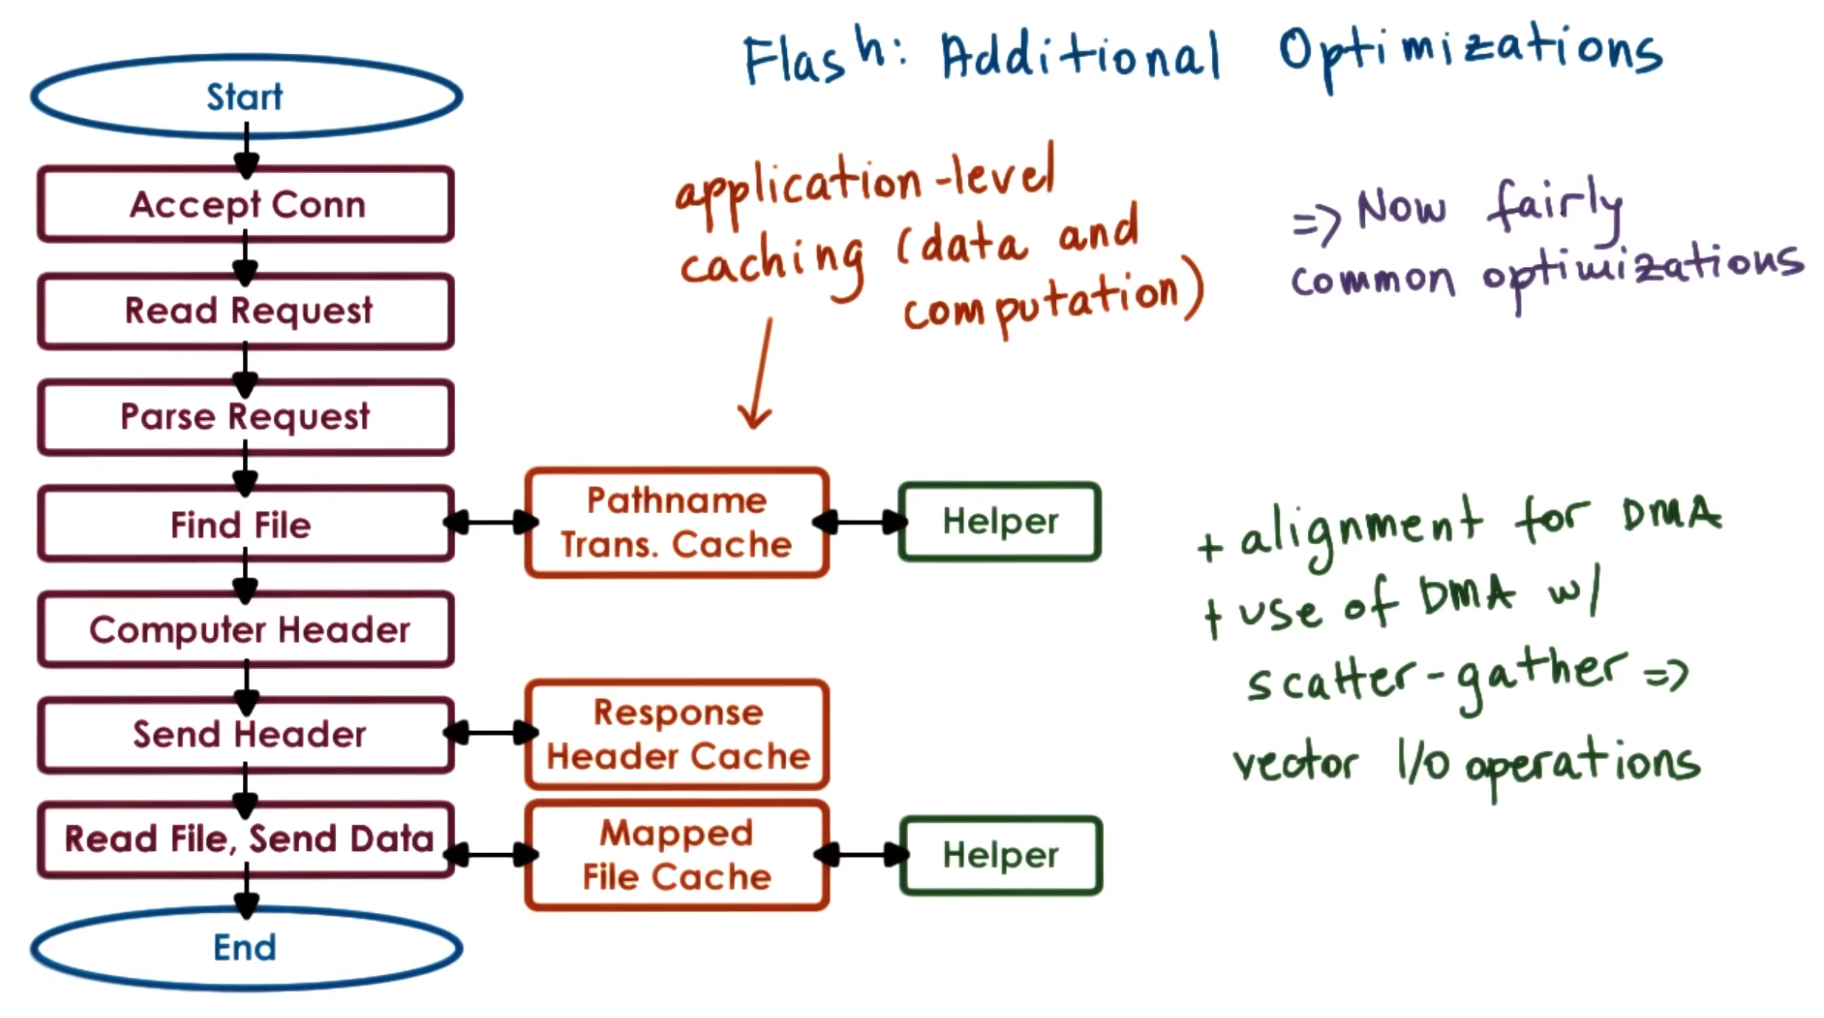 Flash: Additional Optimizations
Start
Accept Conn
Read Request
Parse Request
Find File
Computer Header
Send Header
Read File, Send Data
End
application-level
caching (data and
computation)
Pathname
Trans. Cache
Helper
Response
Header Cache
Mapped
File Cache
Helper
=> Now fairly
common optimizations
+ alignment for DMA
+ use of DMA w/
scatter-gather =>
vector I/O operations